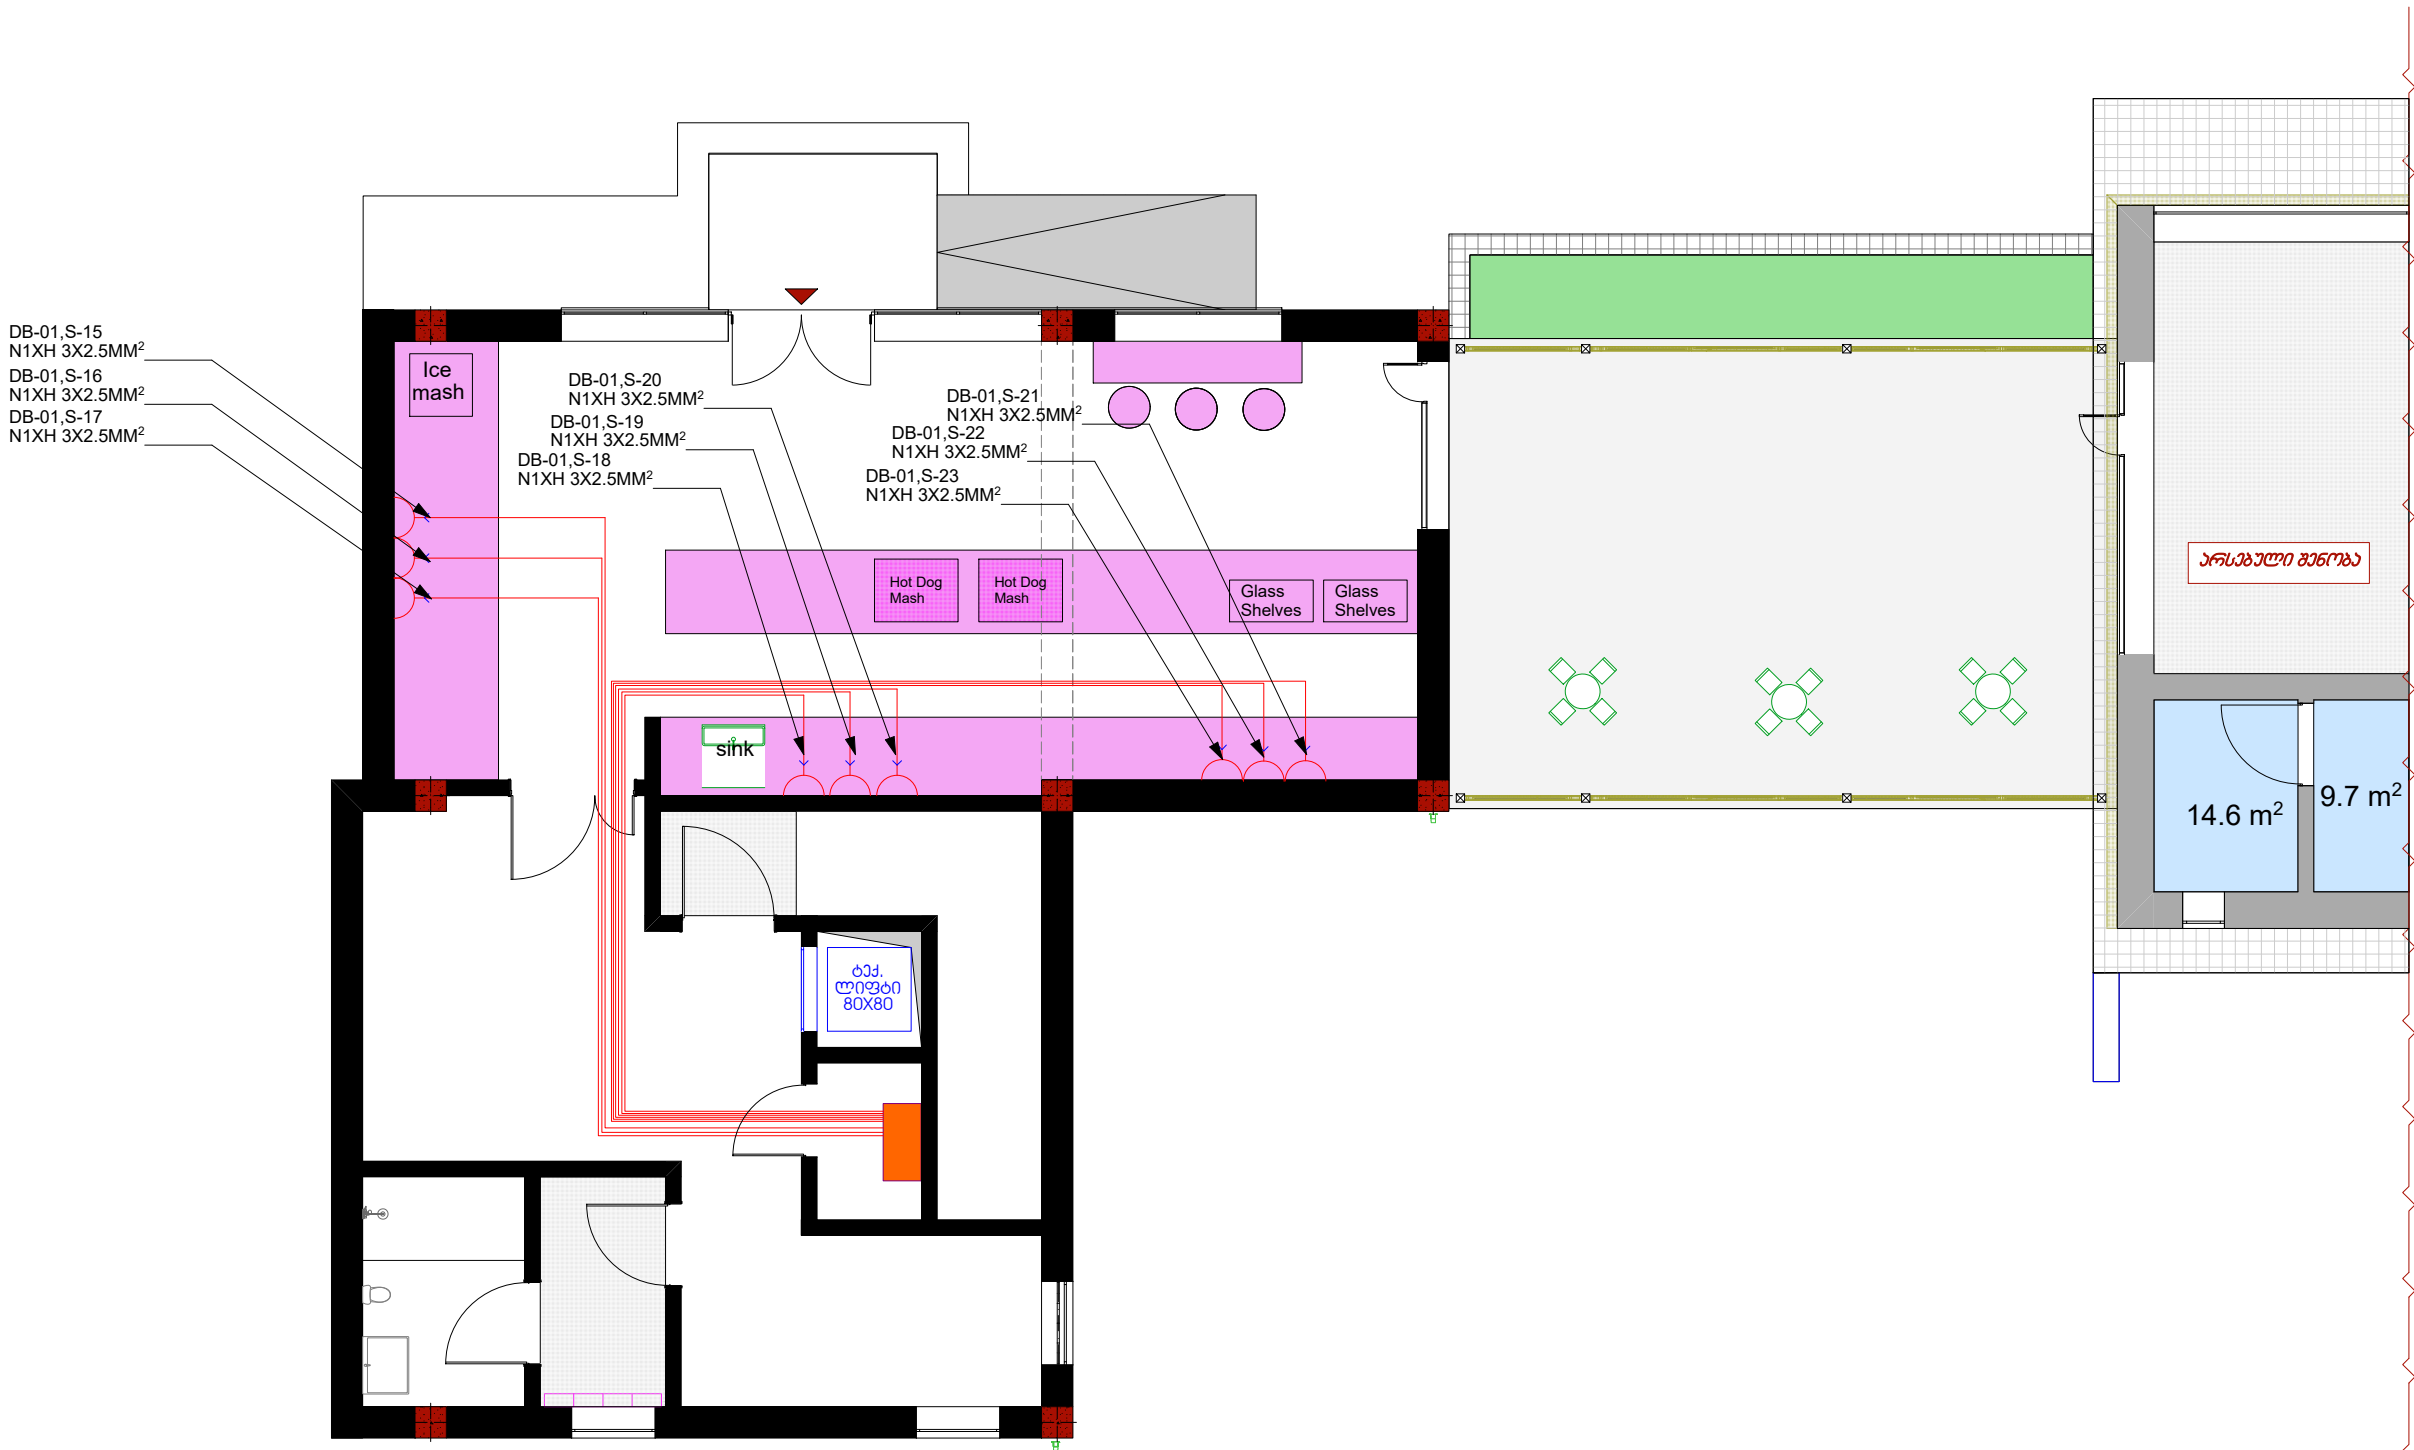 DB-01,S-15
N1XH 3X2.5MM²
DB-01,S-16
N1XH 3X2.5MM²
DB-01,S-17
N1XH 3X2.5MM²
Ice
mash
DB-01,S-20
N1XH 3X2.5MM²
DB-01,S-19
N1XH 3X2.5MM²
DB-01,S-18
N1XH 3X2.5MM²
DB-01,S-21
N1XH 3X2.5MM²
DB-01,S-22
N1XH 3X2.5MM²
DB-01,S-23
N1XH 3X2.5MM²
Hot Dog
Mash
Hot Dog
Mash
Glass
Shelves
Glass
Shelves
არსებული შენობა
sink
14.6 m²
9.7 m²
ტექ.
ლიფტი
80X80